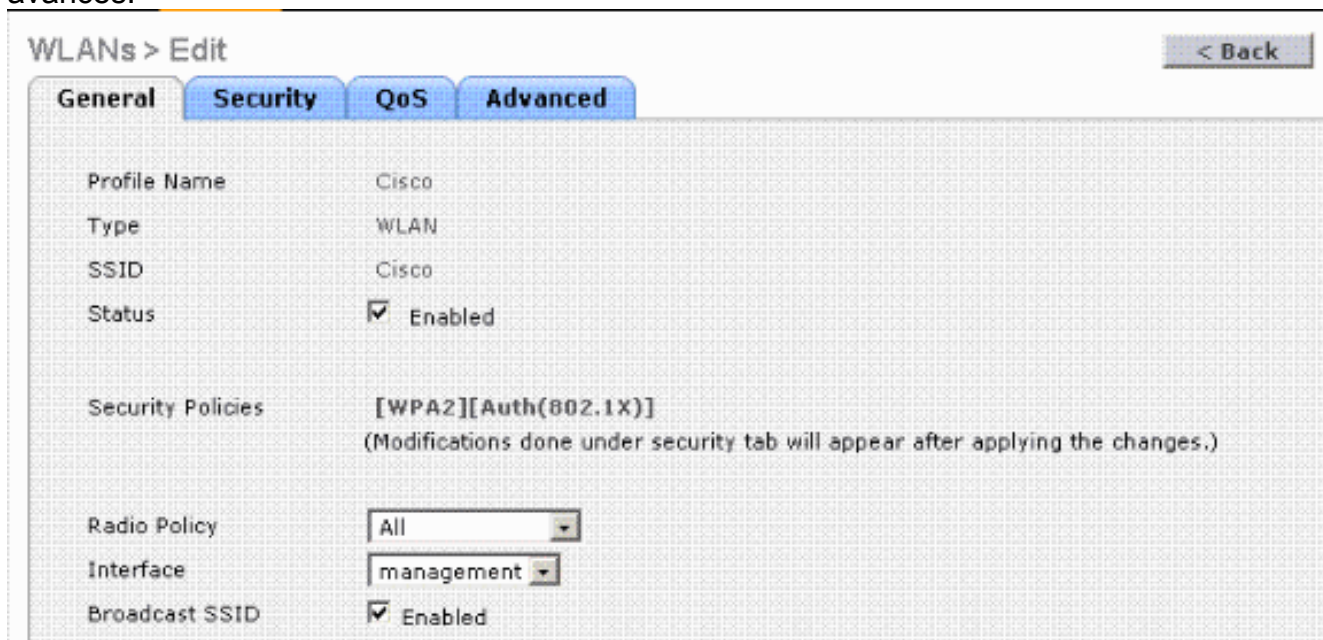 avances.
WLANs > Edit
< Back
General Security QoS Advanced
Profile Name Cisco
Type WLAN
SSID Cisco
Status Enabled
Security Policies [WPA2][Auth(802.1X)]
(Modifications done under security tab will appear after applying the changes.)
Radio Policy All
Interface management
Broadcast SSID Enabled